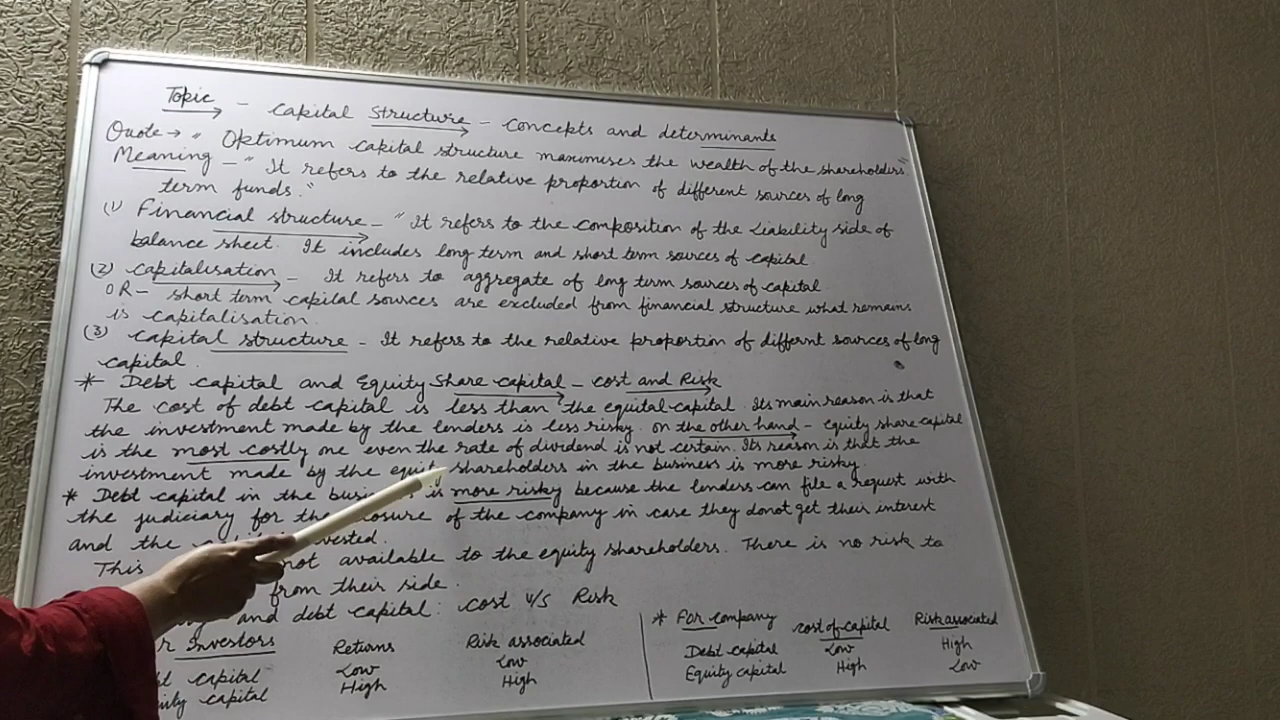 Topic - Capital Structure - Concepts and determinants
Quote → " Optimum capital structure maximises the wealth of the shareholders"
Meaning - " It refers to the relative proportion of different sources of long
term funds."
(1) Financial structure - " It refers to the composition of the Liability side of
balance sheet. It includes long term and short term sources of capital
(2) capitalisation - It refers to aggregate of long term sources of capital
OR - short term capital sources are excluded from financial structure what remains
is capitalisation.
(3) capital structure - It refers to the relative proportion of differnt sources of long
capital.
* Debt capital and Equity Share capital - cost and Risk
The cost of debt capital is less than the equital capital. Its main reason is that
the investment made by the lenders is less risky. on the other hand - equity share capital
is the most costly one even the rate of dividend is not certain. Its reason is that the
investment made by the equity shareholders in the business is more risky
* Debt capital in the is more risky because the lenders can file a request with
the judiciary for the of the company in case they donot get their interest
and the
This not available to the equity shareholders. There is no risk to
from their side.
and debt capital: cost v/s Risk
Investors Returns Risk associated
capital Low Low
capital High High
* For company cost of capital Risk associated
Debt capital Low High
Equity capital High Low